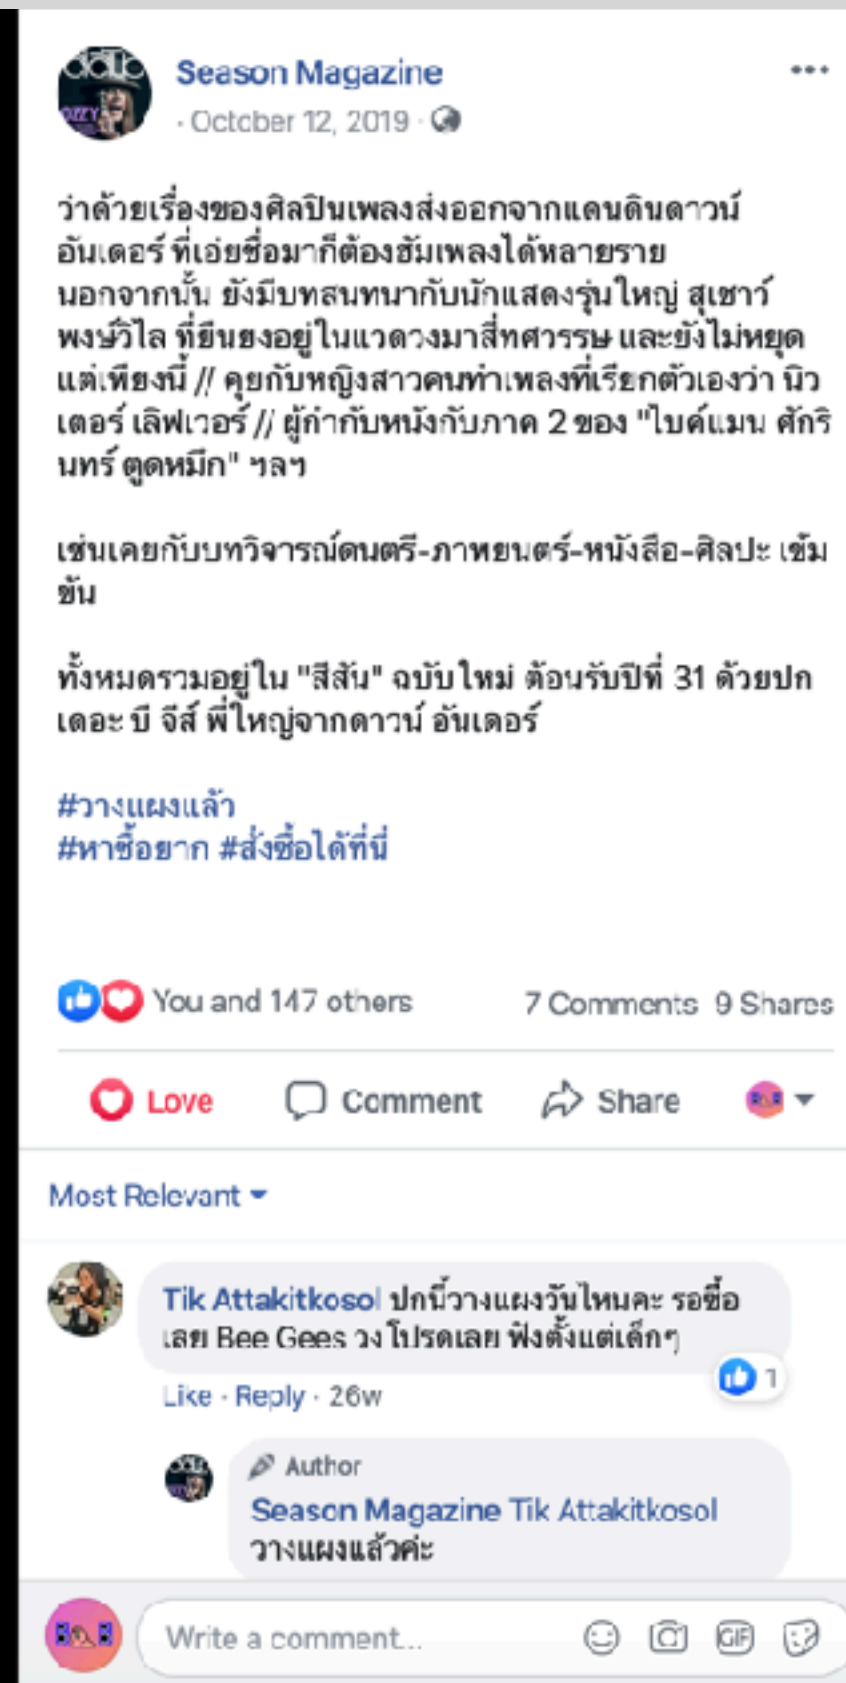 Season Magazine
· October 12, 2019 ·
ว่าด้วยเรื่องของศิลปินเพลงส่งออกจากแดนดินดาวน์
อันเดอร์ ที่เอ่ยชื่อมาก็ต้องฮัมเพลงได้หลายราย
นอกจากนั้น ยังมีบทสนทนากับนักแสดงรุ่นใหญ่ สุเชาว์
พงษ์วิไล ที่ยืนยงอยู่ในแวดวงมาสี่ทศวรรษ และยังไม่หยุด
แต่เพียงนี้ // คุยกับหญิงสาวคนทำเพลงที่เรียกตัวเองว่า นิว
เตอร์ เลิฟเวอร์ // ผู้กำกับหนังกับภาค 2 ของ "ไบค์แมน ศักริ
นทร์ ตูดหมึก" ฯลฯ
เช่นเคยกับบทวิจารณ์ดนตรี-ภาพยนตร์-หนังสือ-ศิลปะ เข้ม
ข้น
ทั้งหมดรวมอยู่ใน "สีสัน" ฉบับใหม่ ต้อนรับปีที่ 31 ด้วยปก
เดอะ บี จีส์ พี่ใหญ่จากดาวน์ อันเดอร์
#วางแผงแล้ว
#หาซื้อยาก #สั่งซื้อได้ที่นี่
You and 147 others 7 Comments 9 Shares
Love Comment Share
Most Relevant
Tik Attakitkosol ปกนี้วางแผงวันไหนคะ รอซื้อ
เลย Bee Gees วงโปรดเลย ฟังตั้งแต่เด็กๆ
1
Like · Reply · 26w
Author
Season Magazine Tik Attakitkosol
วางแผงแล้วค่ะ
Write a comment...
GIF